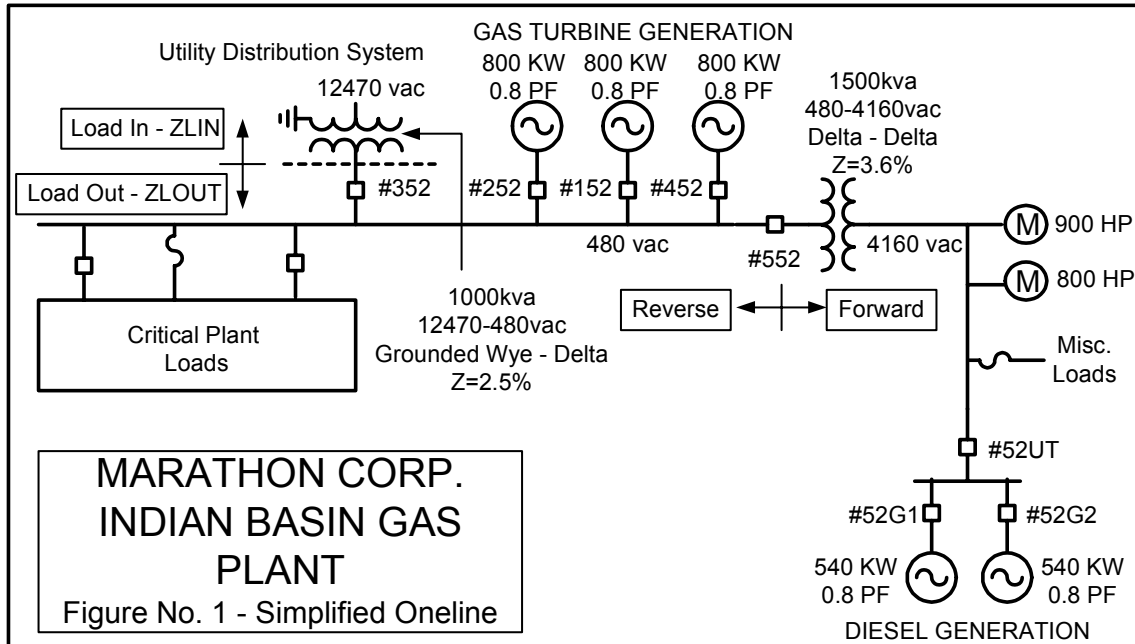 GAS TURBINE GENERATION
Utility Distribution System
12470 vac
800 KW
0.8 PF
800 KW
0.8 PF
800 KW
0.8 PF
1500kva
480-4160vac
Delta - Delta
Z=3.6%
Load In - ZLIN
Load Out - ZLOUT
#352
#252
#152
#452
480 vac
#552
4160 vac
M
900 HP
M
800 HP
Reverse
Forward
1000kva
12470-480vac
Grounded Wye - Delta
Z=2.5%
Critical Plant
Loads
Misc.
Loads
#52UT
#52G1
#52G2
540 KW
0.8 PF
540 KW
0.8 PF
DIESEL GENERATION
MARATHON CORP.
INDIAN BASIN GAS
PLANT
Figure No. 1 - Simplified Oneline